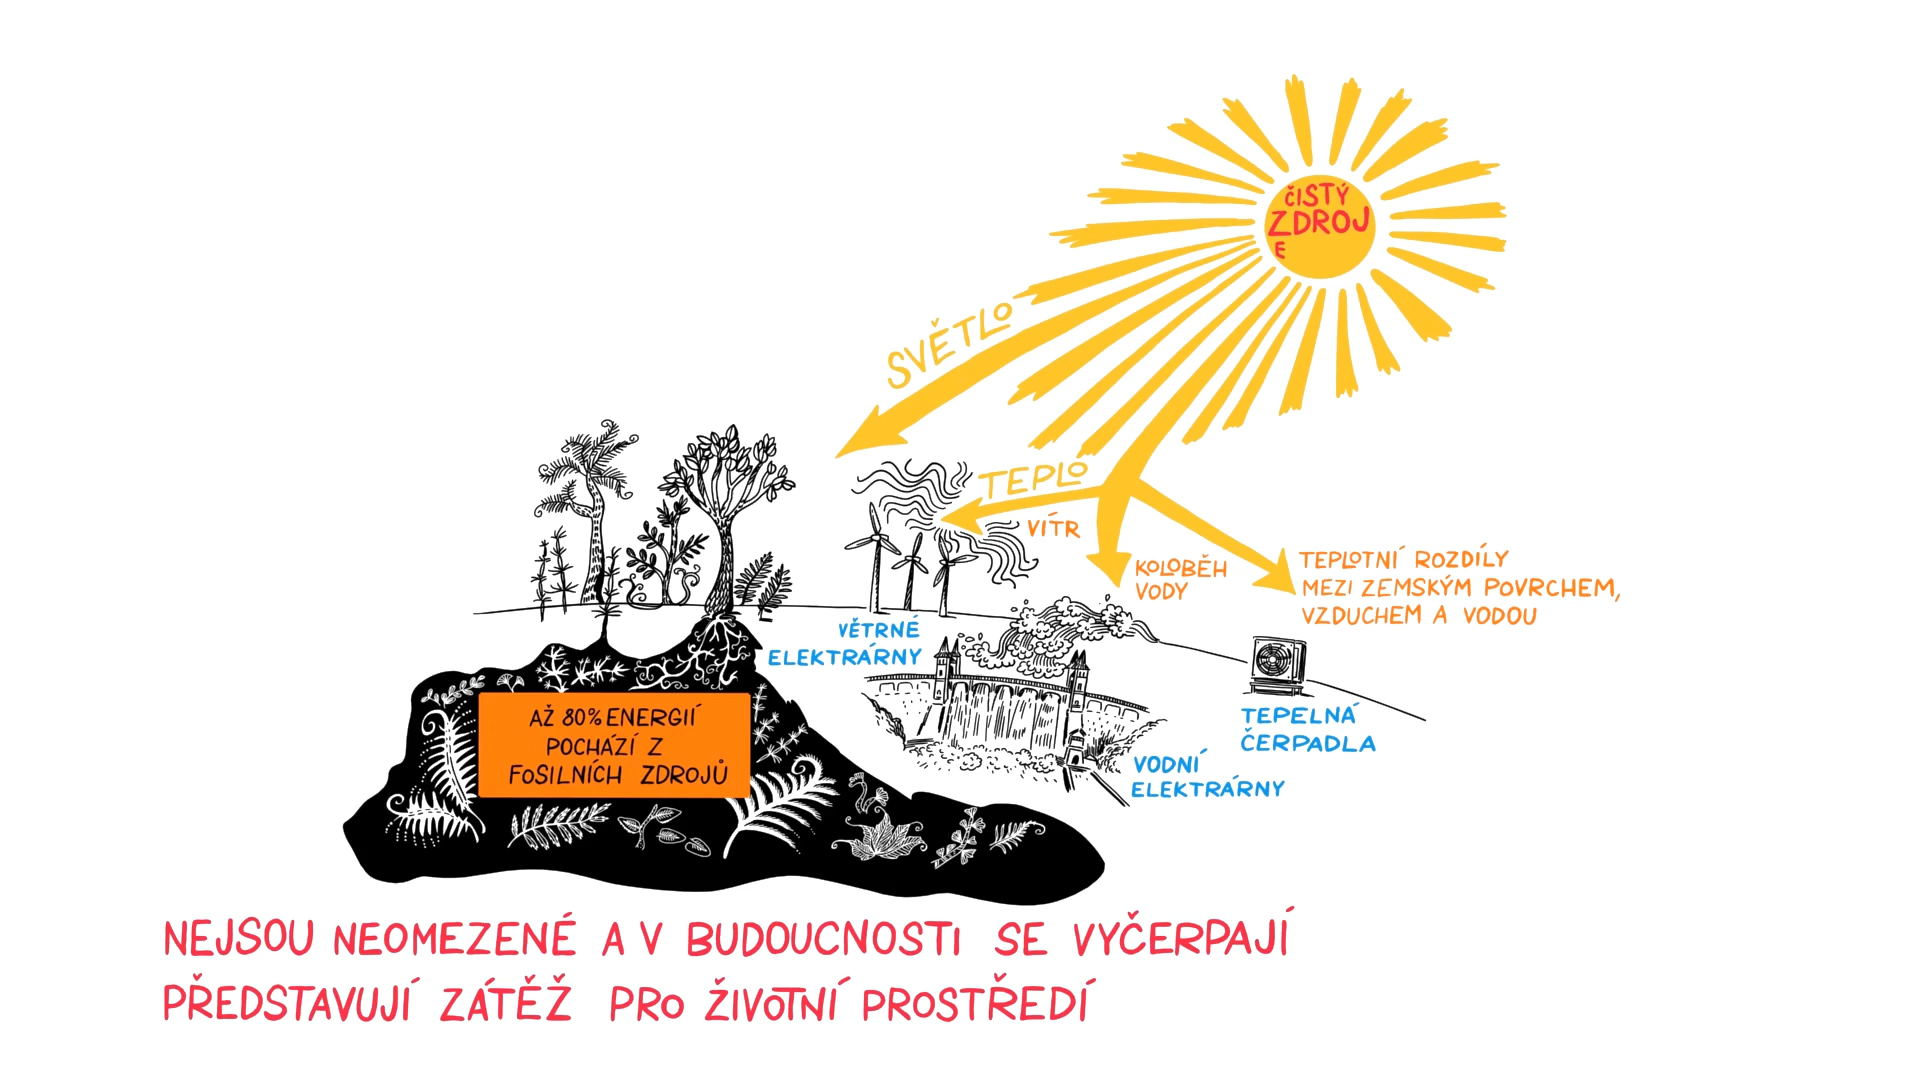 ČISTÝ
ZDROJ
E
SVĚTLO
TEPLO
VÍTR
KOLOBĚH
VODY
TEPLOTNÍ ROZDÍLY
MEZI ZEMSKÝM POVRCHEM,
VZDUCHEM A VODOU
VĚTRNÉ
ELEKTRÁRNY
TEPELNÁ
ČERPADLA
VODNÍ
ELEKTRÁRNY
AŽ 80% ENERGIÍ
POCHÁZÍ Z
FOSILNÍCH ZDROJŮ
NEJSOU NEOMEZENÉ A V BUDOUCNOSTI SE VYČERPAJÍ
PŘEDSTAVUJÍ ZÁTĚŽ PRO ŽIVOTNÍ PROSTŘEDÍ